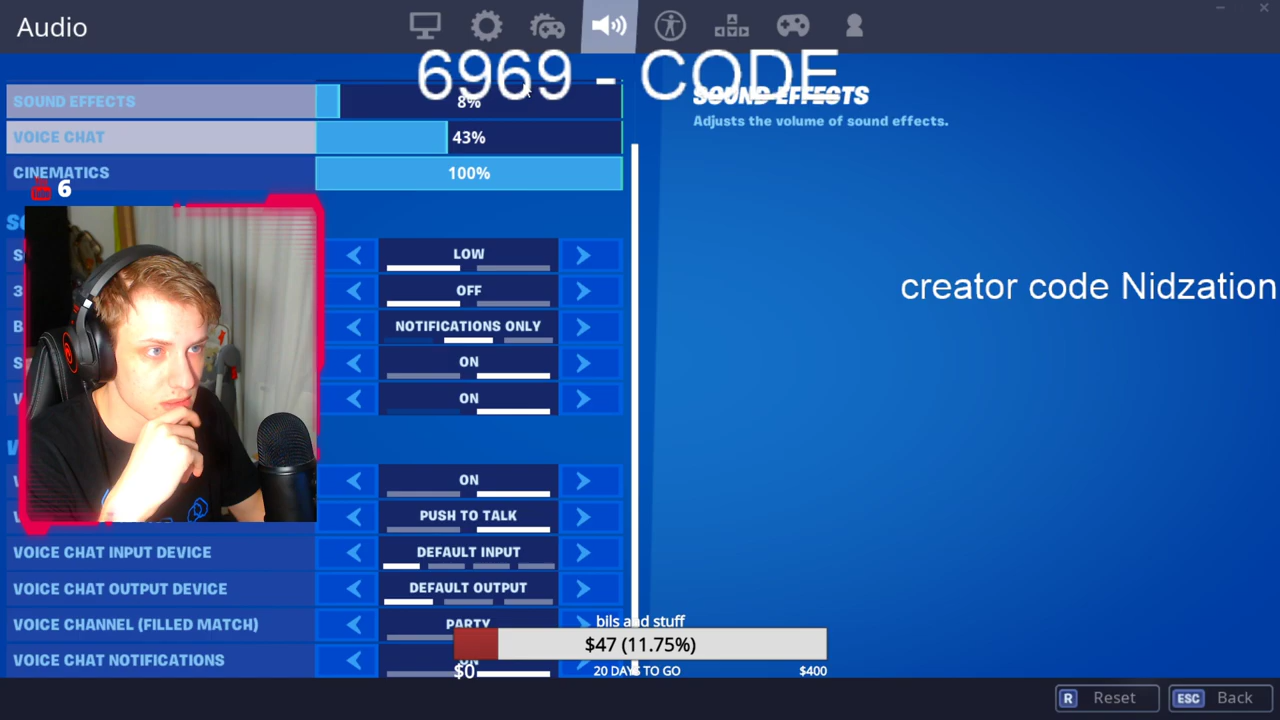 Audio
6969 - CODE
SOUND EFFECTS
8%
SOUND EFFECTS
Adjusts the volume of sound effects.
VOICE CHAT
43%
CINEMATICS
100%
6
LOW
creator code Nidzation
OFF
NOTIFICATIONS ONLY
ON
ON
ON
PUSH TO TALK
VOICE CHAT INPUT DEVICE
DEFAULT INPUT
VOICE CHAT OUTPUT DEVICE
DEFAULT OUTPUT
VOICE CHANNEL (FILLED MATCH)
PARTY
bils and stuff
$47 (11.75%)
VOICE CHAT NOTIFICATIONS
ON
$0
20 DAYS TO GO
$400
R Reset
ESC Back